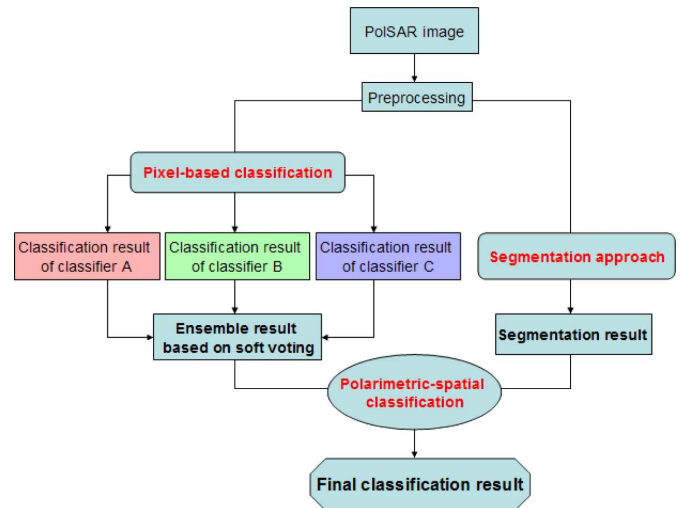 PolSAR image
Preprocessing
Pixel-based classification
Classification result
of classifier A
Classification result
of classifier B
Classification result
of classifier C
Segmentation approach
Ensemble result
based on soft voting
Segmentation result
Polarimetric-spatial
classification
Final classification result